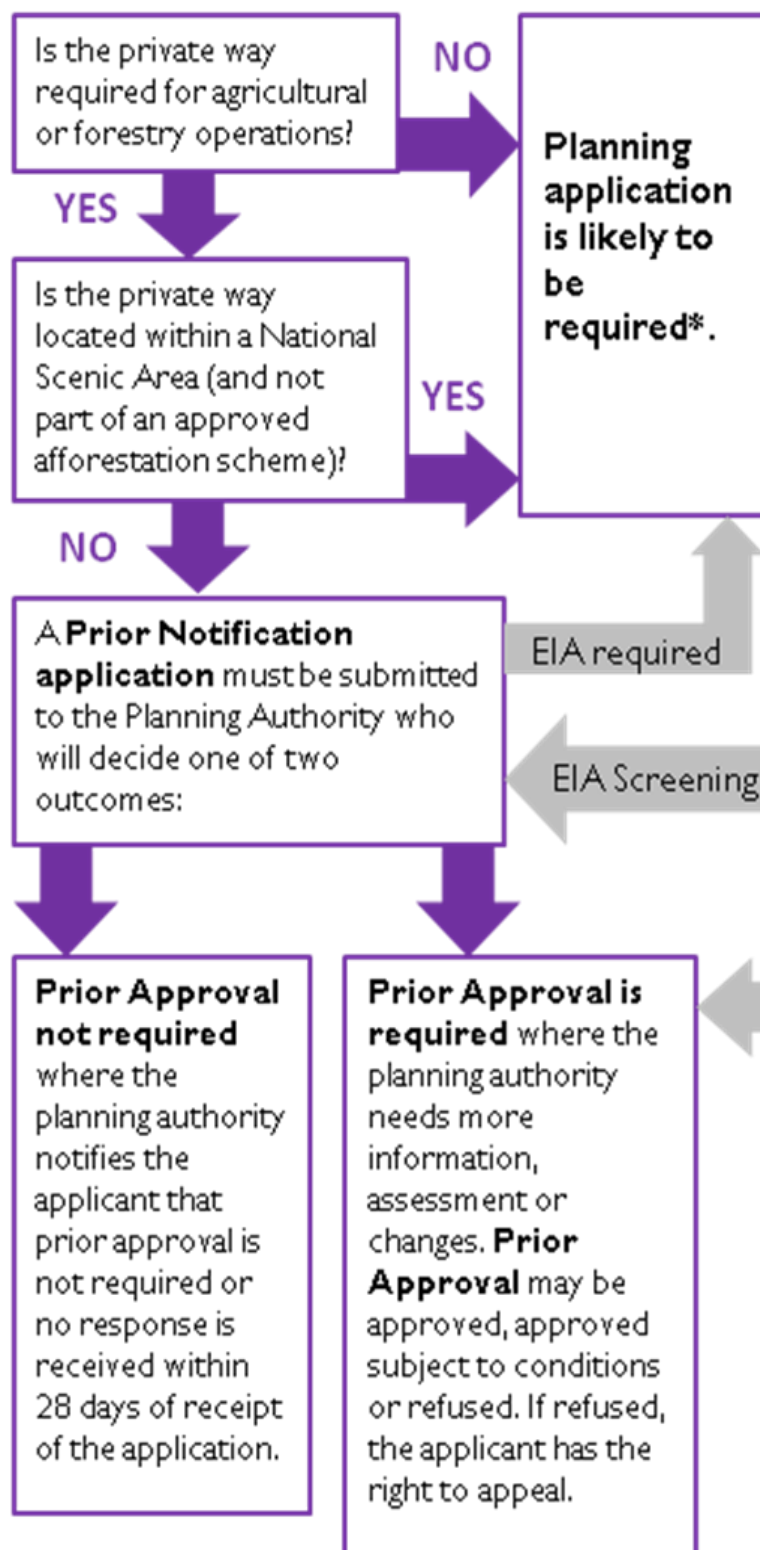 Is the private way
required for agricultural
or forestry operations?
NO
Planning
application
is likely to
be
required*.
YES
Is the private way
located within a National
Scenic Area (and not
part of an approved
afforestation scheme)?
YES
NO
A Prior Notification
application must be submitted
to the Planning Authority who
will decide one of two
outcomes:
EIA required
EIA Screening
Prior Approval
not required
where the
planning authority
notifies the
applicant that
prior approval is
not required or
no response is
received within
28 days of receipt
of the application.
Prior Approval is
required where the
planning authority
needs more
information,
assessment or
changes. Prior
Approval may be
approved, approved
subject to conditions
or refused. If refused,
the applicant has the
right to appeal.